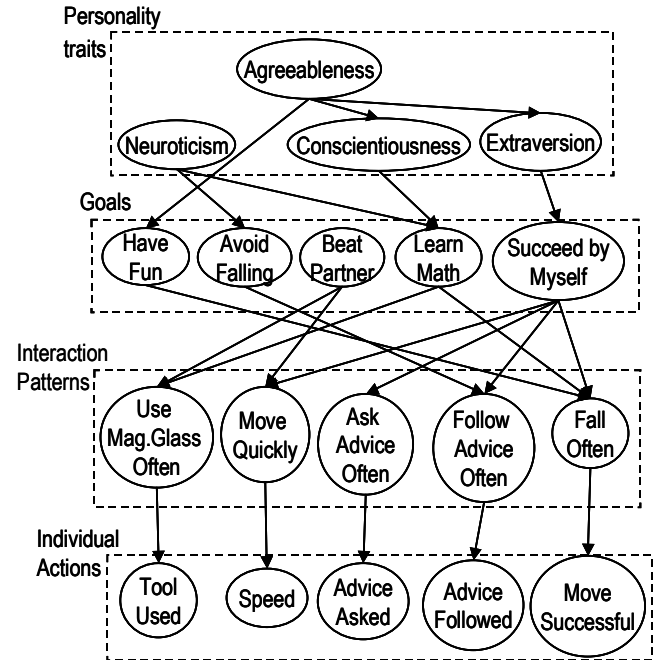 Personality
traits
Agreeableness
Neuroticism
Conscientiousness
Extraversion
Goals
Have
Fun
Avoid
Falling
Beat
Partner
Learn
Math
Succeed by
Myself
Interaction
Patterns
Use
Mag.Glass
Often
Move
Quickly
Ask
Advice
Often
Follow
Advice
Often
Fall
Often
Individual
Actions
Tool
Used
Speed
Advice
Asked
Advice
Followed
Move
Successful